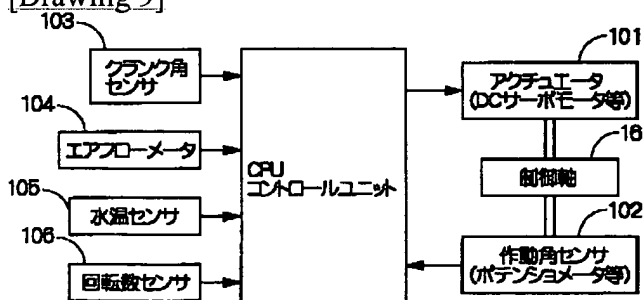 [Drawing 9]
103
クランク角
センサ
104
エアフローメータ
105
水温センサ
106
回転数センサ
CPU
コントロールユニット
101
アクチュエータ
(DCサーボモータ等)
16
制御軸
102
作動角センサ
(ポテンショメータ等)